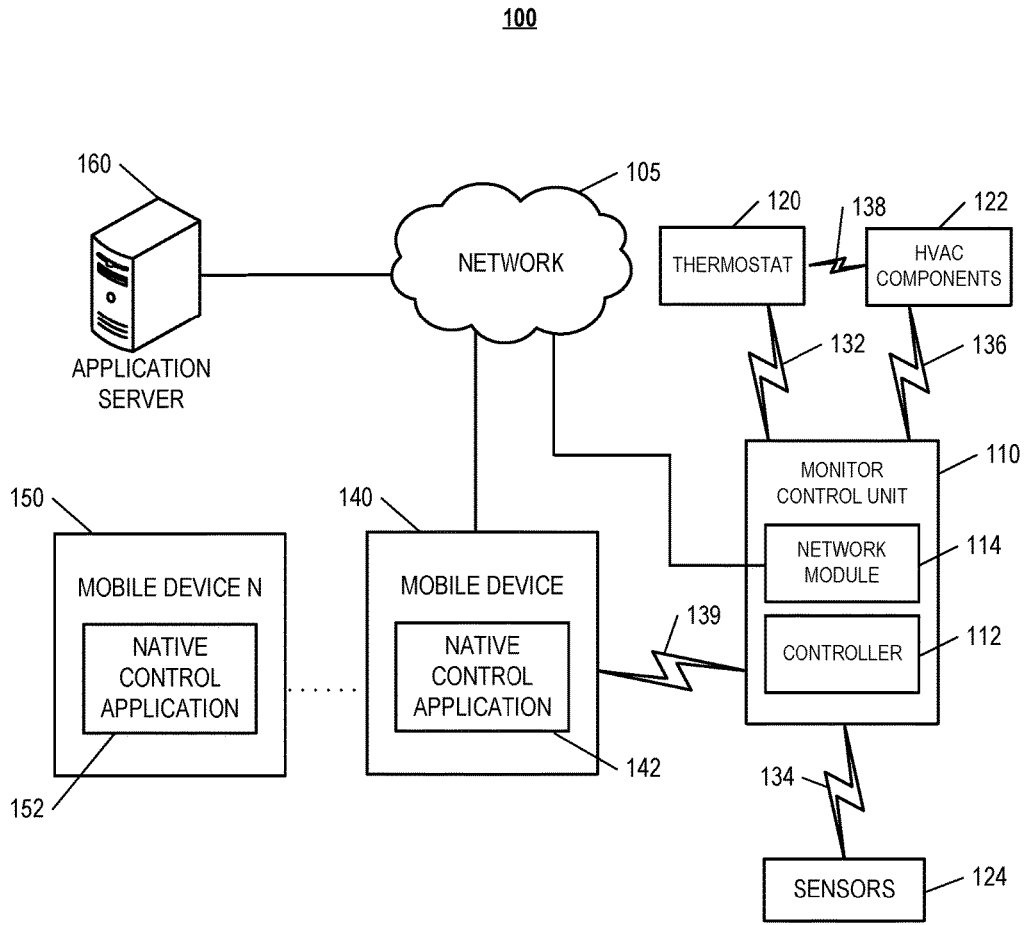 100
160
105
120
138
122
NETWORK
THERMOSTAT
HVAC
COMPONENTS
APPLICATION
SERVER
132
136
150
140
MONITOR
CONTROL UNIT
110
MOBILE DEVICE N
MOBILE DEVICE
NETWORK
MODULE
114
NATIVE
CONTROL
APPLICATION
NATIVE
CONTROL
APPLICATION
139
CONTROLLER
112
152
142
134
SENSORS
124